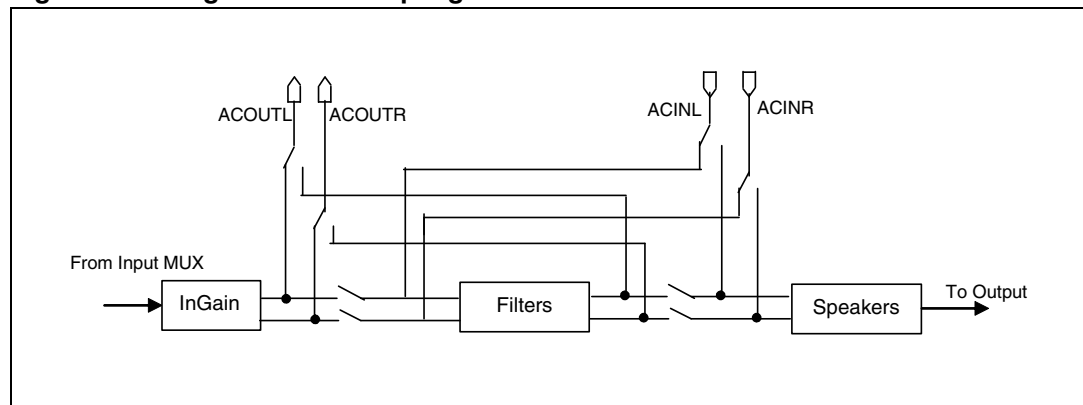 ACOUTL
ACOUTR
ACINL
ACINR
From Input MUX
InGain
Filters
Speakers
To Output